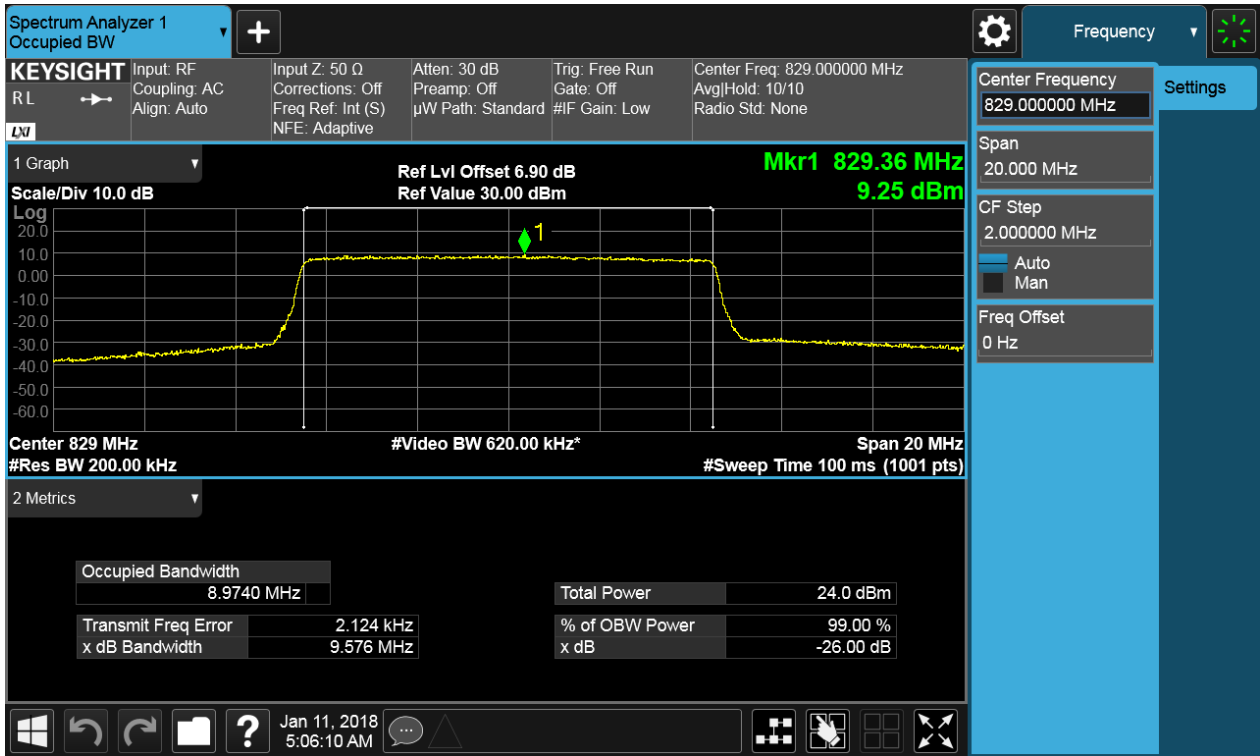 Spectrum Analyzer 1
Occupied BW
+
Frequency
KEYSIGHT
R L
LXI
Input: RF
Coupling: AC
Align: Auto
Input Z: 50 Ω
Corrections: Off
Freq Ref: Int (S)
NFE: Adaptive
Atten: 30 dB
Preamp: Off
µW Path: Standard
Trig: Free Run
Gate: Off
#IF Gain: Low
Center Freq: 829.000000 MHz
Avg|Hold: 10/10
Radio Std: None
Center Frequency
829.000000 MHz
Settings
Span
20.000 MHz
CF Step
2.000000 MHz
Auto
Man
Freq Offset
0 Hz
1 Graph
Scale/Div 10.0 dB
Ref Lvl Offset 6.90 dB
Ref Value 30.00 dBm
Mkr1 829.36 MHz
9.25 dBm
Log
20.0
10.0
0.00
-10.0
-20.0
-30.0
-40.0
-50.0
-60.0
1
Center 829 MHz
#Video BW 620.00 kHz*
Span 20 MHz
#Res BW 200.00 kHz
#Sweep Time 100 ms (1001 pts)
2 Metrics
Occupied Bandwidth
8.9740 MHz
Transmit Freq Error 2.124 kHz
x dB Bandwidth 9.576 MHz
Total Power 24.0 dBm
% of OBW Power 99.00 %
x dB -26.00 dB
?
Jan 11, 2018
5:06:10 AM